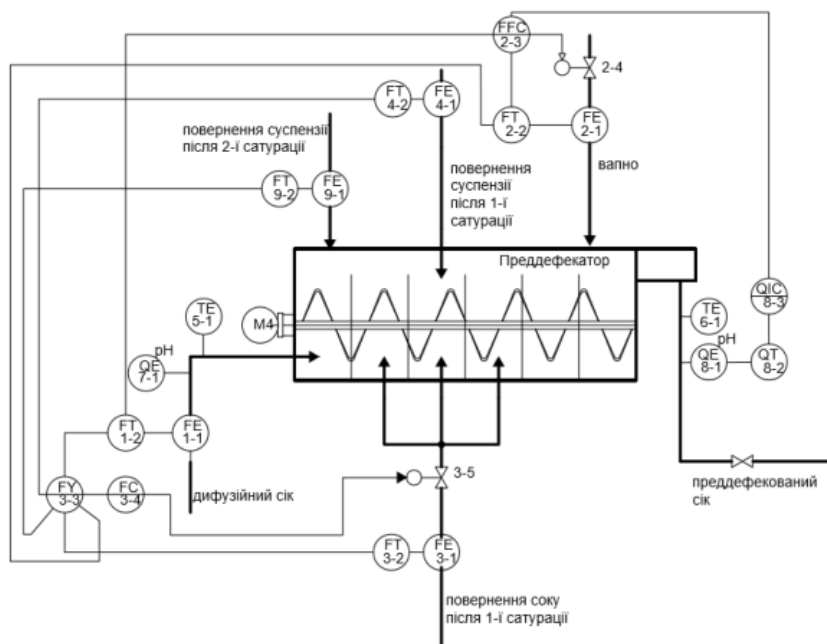 FFC
2-3
2-4
FT
4-2
FE
4-1
FT
2-2
FE
2-1
повернення суспензії
після 2-ї сатурації
вапно
FT
9-2
FE
9-1
повернення
суспензії
після 1-ї
сатурації
Преддефекатор
QIC
8-3
TE
5-1
M4
TE
6-1
pH
QE
7-1
pH
QE
8-1
QT
8-2
FT
1-2
FE
1-1
3-5
FY
3-3
FC
3-4
дифузійний сік
преддефекований
сік
FT
3-2
FE
3-1
повернення соку
після 1-ї сатурації